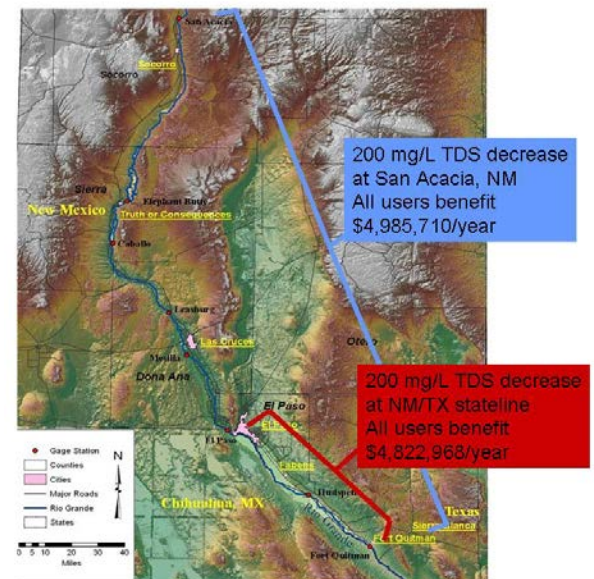 San Acacia
Socorro
Socorro
200 mg/L TDS decrease
at San Acacia, NM
All users benefit
$4,985,710/year
Sierra
Elephant Butte
New Mexico
Truth or Consequences
Caballo
Leasburg
Las Cruces
Otero
Mesilla
Dona Ana
200 mg/L TDS decrease
at NM/TX stateline
All users benefit
$4,822,968/year
El Paso
El Paso
El Paso
Gage Station
Counties
Cities
Major Roads
Rio Grande
States
N
Fabens
Chihuahua, MX
Hudspeth
Rio Grande
Texas
Sierra Blanca
Fort Quitman
Fort Quitman
0 5 10 20 30 40
Miles